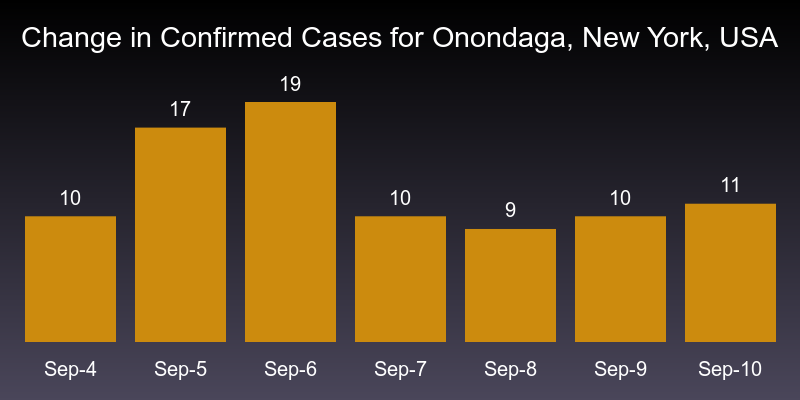 Change in Confirmed Cases for Onondaga, New York, USA
10
17
19
10
9
10
11
Sep-4
Sep-5
Sep-6
Sep-7
Sep-8
Sep-9
Sep-10